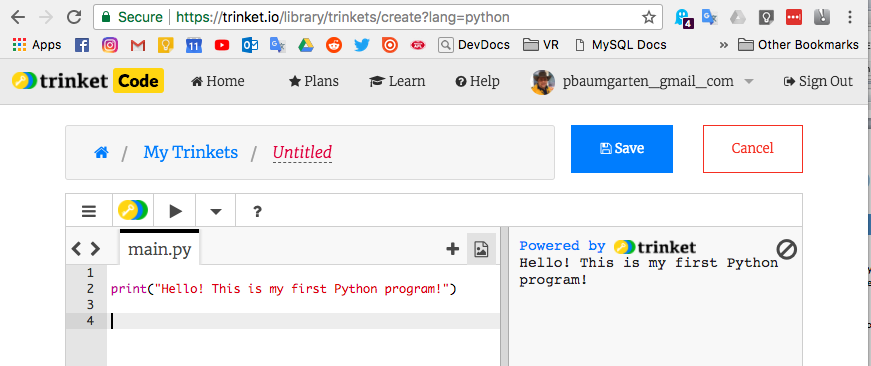 Secure | https://trinket.io/library/trinkets/create?lang=python
4
Apps 11 DevDocs VR MySQL Docs » Other Bookmarks
trinket Code Home Plans Learn Help pbaumgarten_gmail_com Sign Out
/ My Trinkets / Untitled Save Cancel
?
main.py + Powered by trinket
1
2 print("Hello! This is my first Python program!")
3
4
Hello! This is my first Python
program!